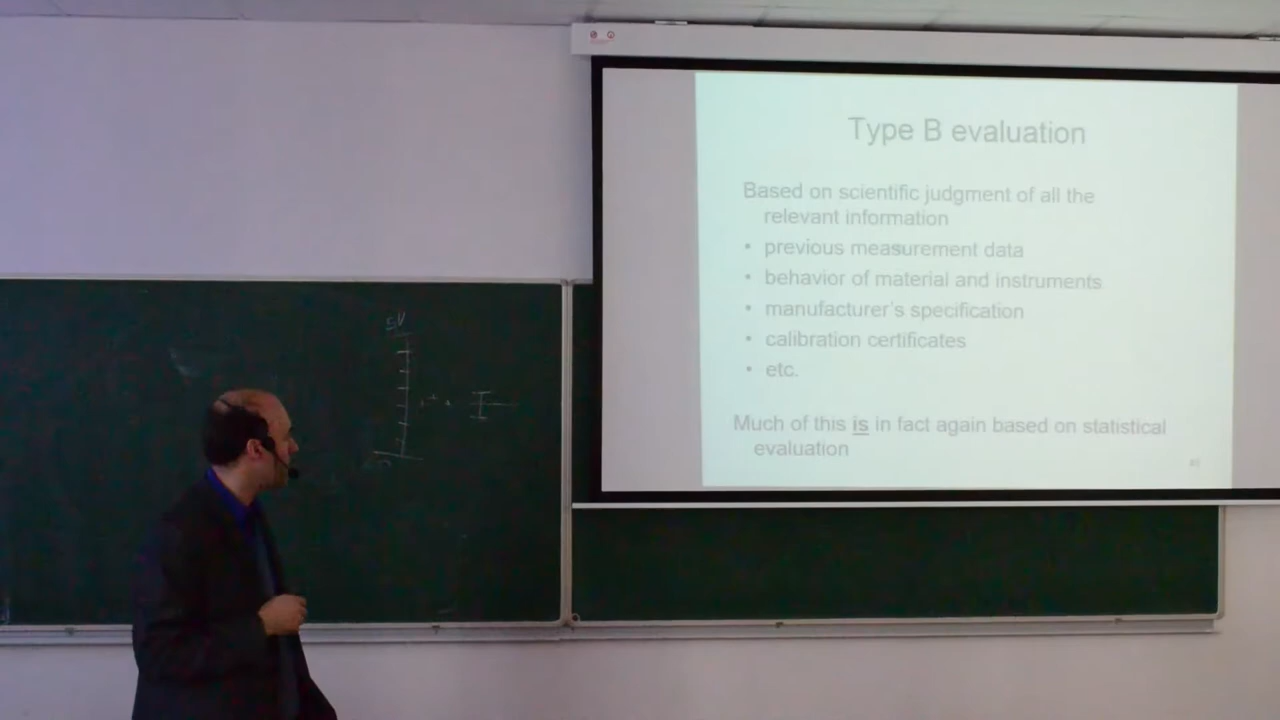 Type B evaluation
Based on scientific judgment of all the
relevant information
• previous measurement data
• behavior of material and instruments
• manufacturer's specification
• calibration certificates
• etc.
Much of this is in fact again based on statistical
evaluation
5V